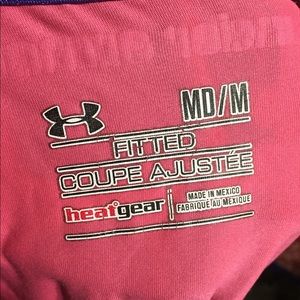 MD/M
FITTED
COUPE AJUSTÉE
heatgear
MADE IN MEXICO
FABRIQUÉ AU MEXIQUE